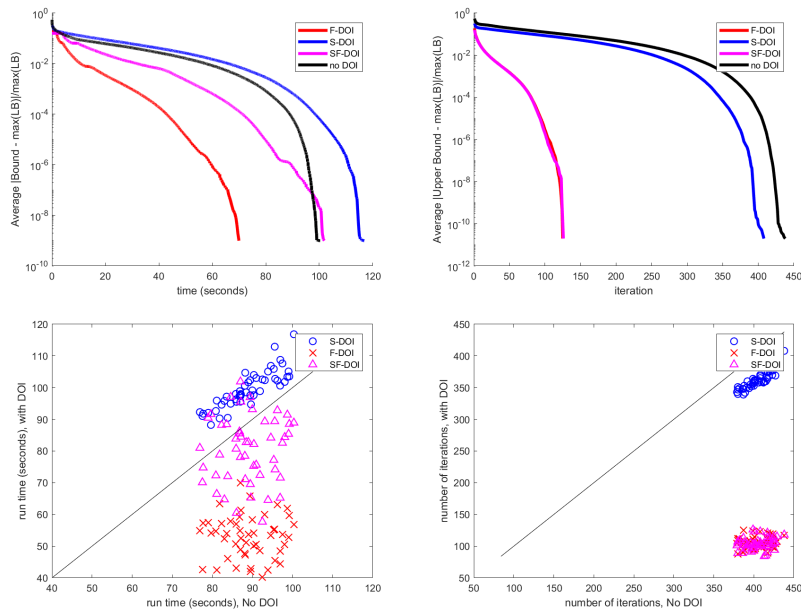 10^0
10^-2
10^-4
10^-6
10^-8
10^-10
Average |Bound - max(LB)|/max(LB)
0 20 40 60 80 100 120
time (seconds)
F-DOI
S-DOI
SF-DOI
no DOI
10^0
10^-2
10^-4
10^-6
10^-8
10^-10
10^-12
Average |Upper Bound - max(LB)|/max(LB)
0 50 100 150 200 250 300 350 400 450
iteration
F-DOI
S-DOI
SF-DOI
no DOI
120
110
100
90
80
70
60
50
40
run time (seconds), with DOI
40 50 60 70 80 90 100 110 120
run time (seconds), No DOI
S-DOI
F-DOI
SF-DOI
450
400
350
300
250
200
150
100
50
number of iterations, with DOI
50 100 150 200 250 300 350 400 450
number of iterations, No DOI
S-DOI
F-DOI
SF-DOI